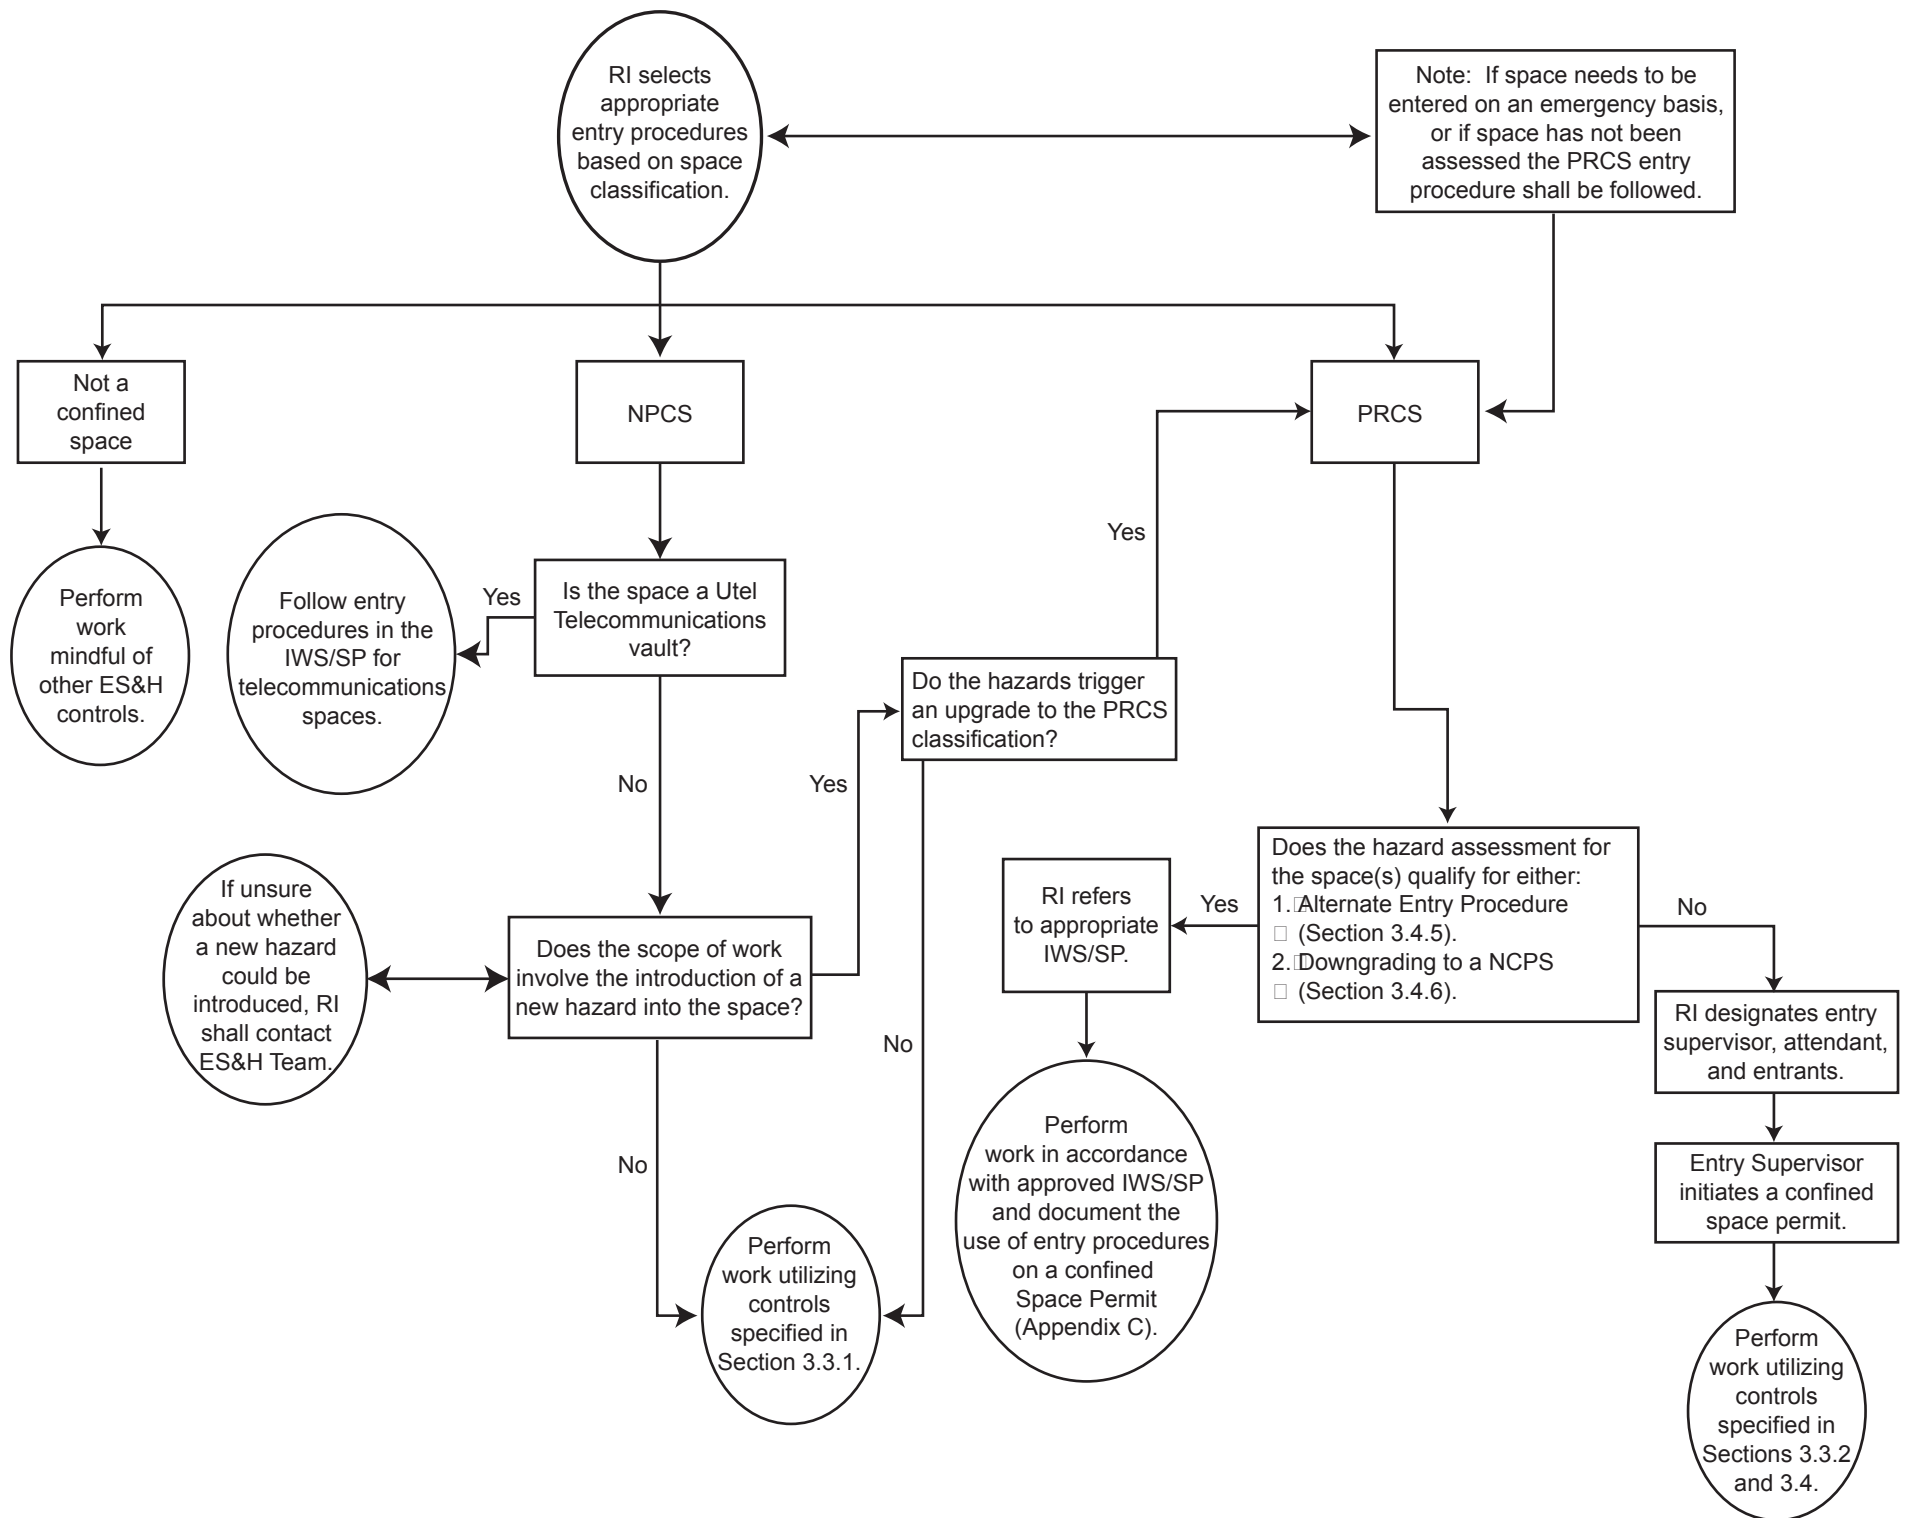 RI selects
appropriate
entry procedures
based on space
classification.
Note: If space needs to be
entered on an emergency basis,
or if space has not been
assessed the PRCS entry
procedure shall be followed.
Not a
confined
space
NPCS
PRCS
Perform
work
mindful of
other ES&H
controls.
Follow entry
procedures in the
IWS/SP for
telecommunications
spaces.
Yes
Is the space a Utel
Telecommunications
vault?
Yes
Do the hazards trigger
an upgrade to the PRCS
classification?
No
Yes
If unsure
about whether
a new hazard
could be
introduced, RI
shall contact
ES&H Team.
Does the scope of work
involve the introduction of a
new hazard into the space?
No
No
Perform
work utilizing
controls
specified in
Section 3.3.1.
RI refers
to appropriate
IWS/SP.
Yes
Does the hazard assessment for
the space(s) qualify for either:
1. Alternate Entry Procedure
(Section 3.4.5).
2. Downgrading to a NCPS
(Section 3.4.6).
No
Perform
work in accordance
with approved IWS/SP
and document the
use of entry procedures
on a confined
Space Permit
(Appendix C).
RI designates entry
supervisor, attendant,
and entrants.
Entry Supervisor
initiates a confined
space permit.
Perform
work utilizing
controls
specified in
Sections 3.3.2
and 3.4.